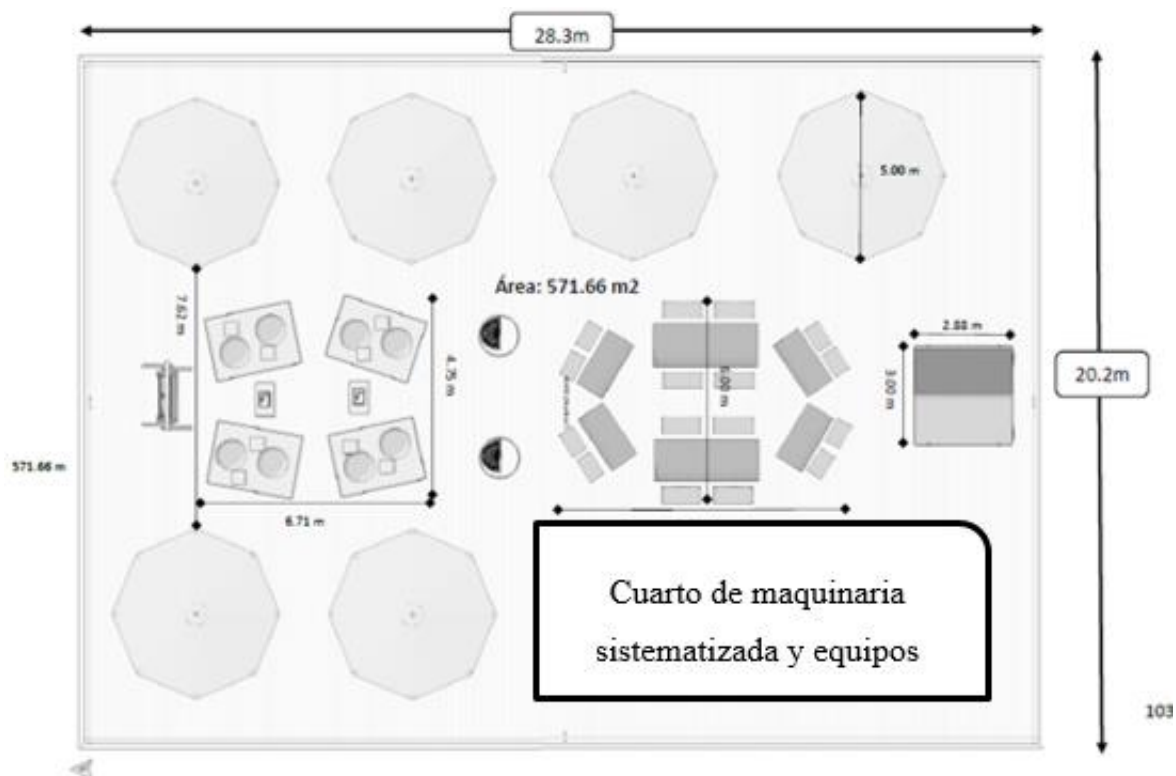 28.3m
5.00 m
Área: 571.66 m2
7.62 m
4.75 m
2.88 m
3.00 m
20.2m
571.66 m
6.71 m
Cuarto de maquinaria
sistematizada y equipos
103